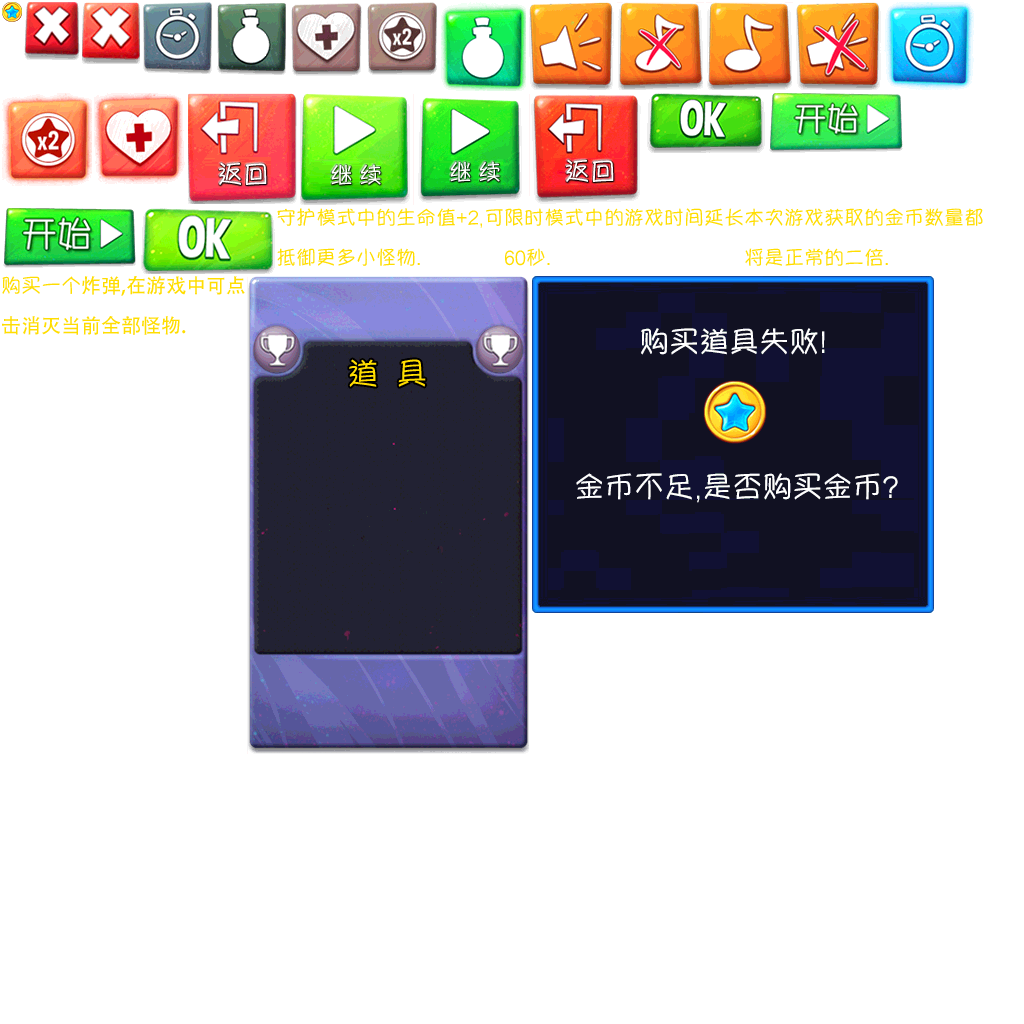 x2
x2
返回
继续
继续
返回
OK
开始
开始
OK
守护模式中的生命值+2,可
抵御更多小怪物.
限时模式中的游戏时间延长
60秒.
本次游戏获取的金币数量都
将是正常的二倍.
购买一个炸弹,在游戏中可点
击消灭当前全部怪物.
道 具
购买道具失败!
金币不足,是否购买金币?